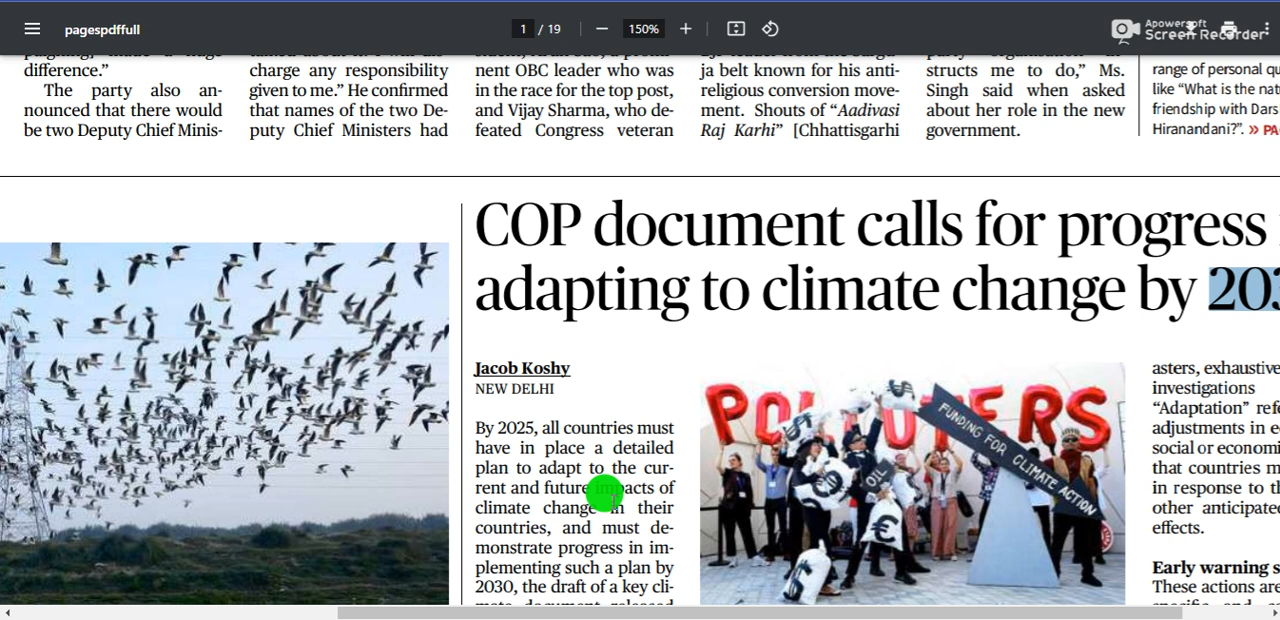 pagespdffull
1 / 19
150%
Apowersoft
Screen Recorder
difference.”
The party also an-
nounced that there would
be two Deputy Chief Minis-
charge any responsibility
given to me.” He confirmed
that names of the two De-
puty Chief Ministers had
nent OBC leader who was
in the race for the top post,
and Vijay Sharma, who de-
feated Congress veteran
ja belt known for his anti-
religious conversion move-
ment. Shouts of “Aadivasi
Raj Karhi” [Chhattisgarhi
structs me to do,” Ms.
Singh said when asked
about her role in the new
government.
range of personal qu
like “What is the nat
friendship with Dars
Hiranandani?”. » PA
COP document calls for progress
adapting to climate change by 203
Jacob Koshy
NEW DELHI
By 2025, all countries must
have in place a detailed
plan to adapt to the cur-
rent and future impacts of
climate change in their
countries, and must de-
monstrate progress in im-
plementing such a plan by
2030, the draft of a key cli-
POLLUTERS
FUNDING FOR CLIMATE ACTION
OIL
$
€
€
$
asters, exhaustive
investigations
“Adaptation” refe
adjustments in e
social or economi
that countries m
in response to th
other anticipated
effects.
Early warning s
These actions are